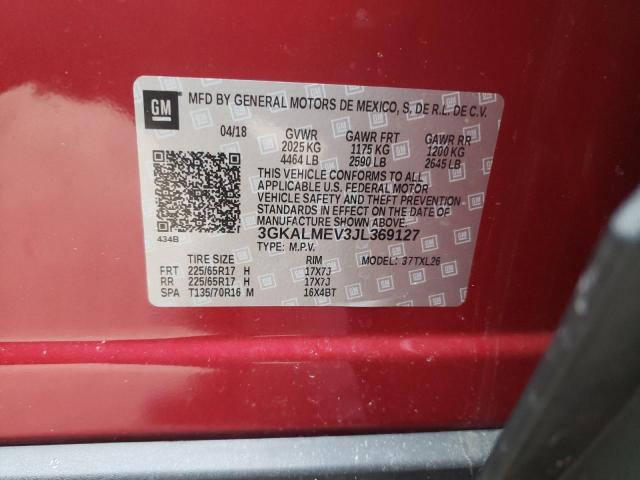 GM
MFD BY GENERAL MOTORS DE MEXICO, S. DE R.L. DE C.V.
04/18 GVWR GAWR FRT GAWR RR
2025 KG 1175 KG 1200 KG
4464 LB 2590 LB 2645 LB
THIS VEHICLE CONFORMS TO ALL
APPLICABLE U.S. FEDERAL MOTOR
VEHICLE SAFETY AND THEFT
PREVENTION STANDARDS IN
EFFECT ON THE DATE OF
MANUFACTURE SHOWN ABOVE.
434B 3GKALMEV3JL369127
TYPE: M.P.V.
TIRE SIZE RIM 37TXL26
FRT 225/65R17 H 17X7J
RR 225/65R17 H 17X7J
SPA T135/70R16 M 16X4BT